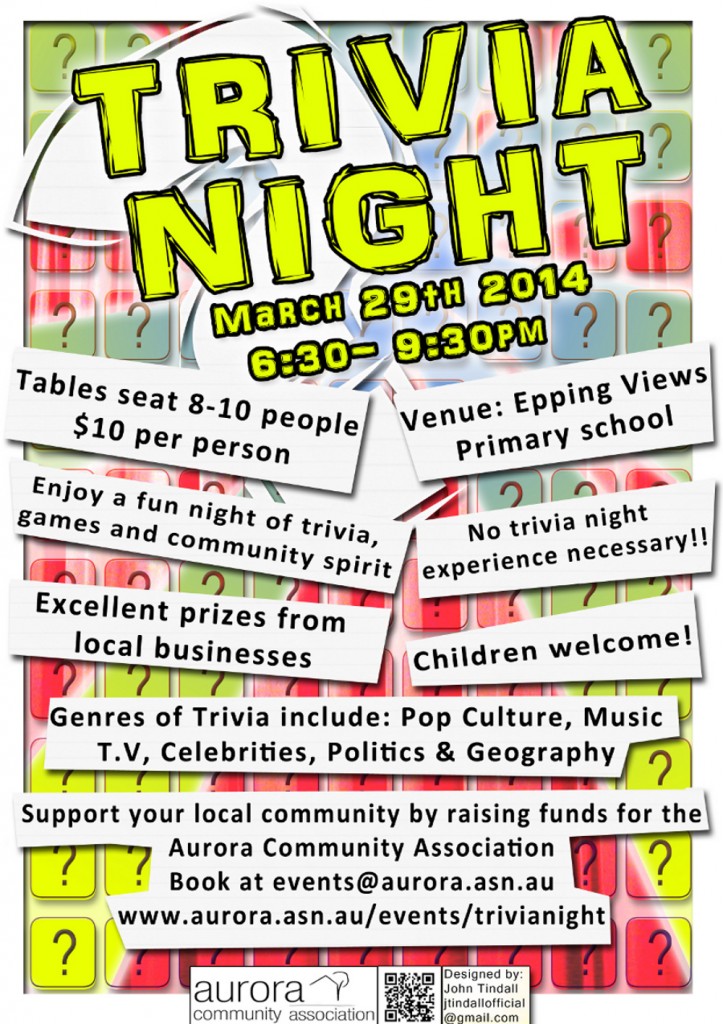 TRIVIA
NIGHT
March 29th 2014
6:30- 9:30pm
Tables seat 8-10 people
$10 per person
Venue: Epping Views
Primary school
Enjoy a fun night of trivia,
games and community spirit
No trivia night
experience necessary!!
Excellent prizes from
local businesses
Children welcome!
Genres of Trivia include: Pop Culture, Music
T.V, Celebrities, Politics & Geography
Support your local community by raising funds for the
Aurora Community Association
Book at events@aurora.asn.au
www.aurora.asn.au/events/trivianight
aurora
community association
Designed by:
John Tindall
jtindallofficial
@gmail.com